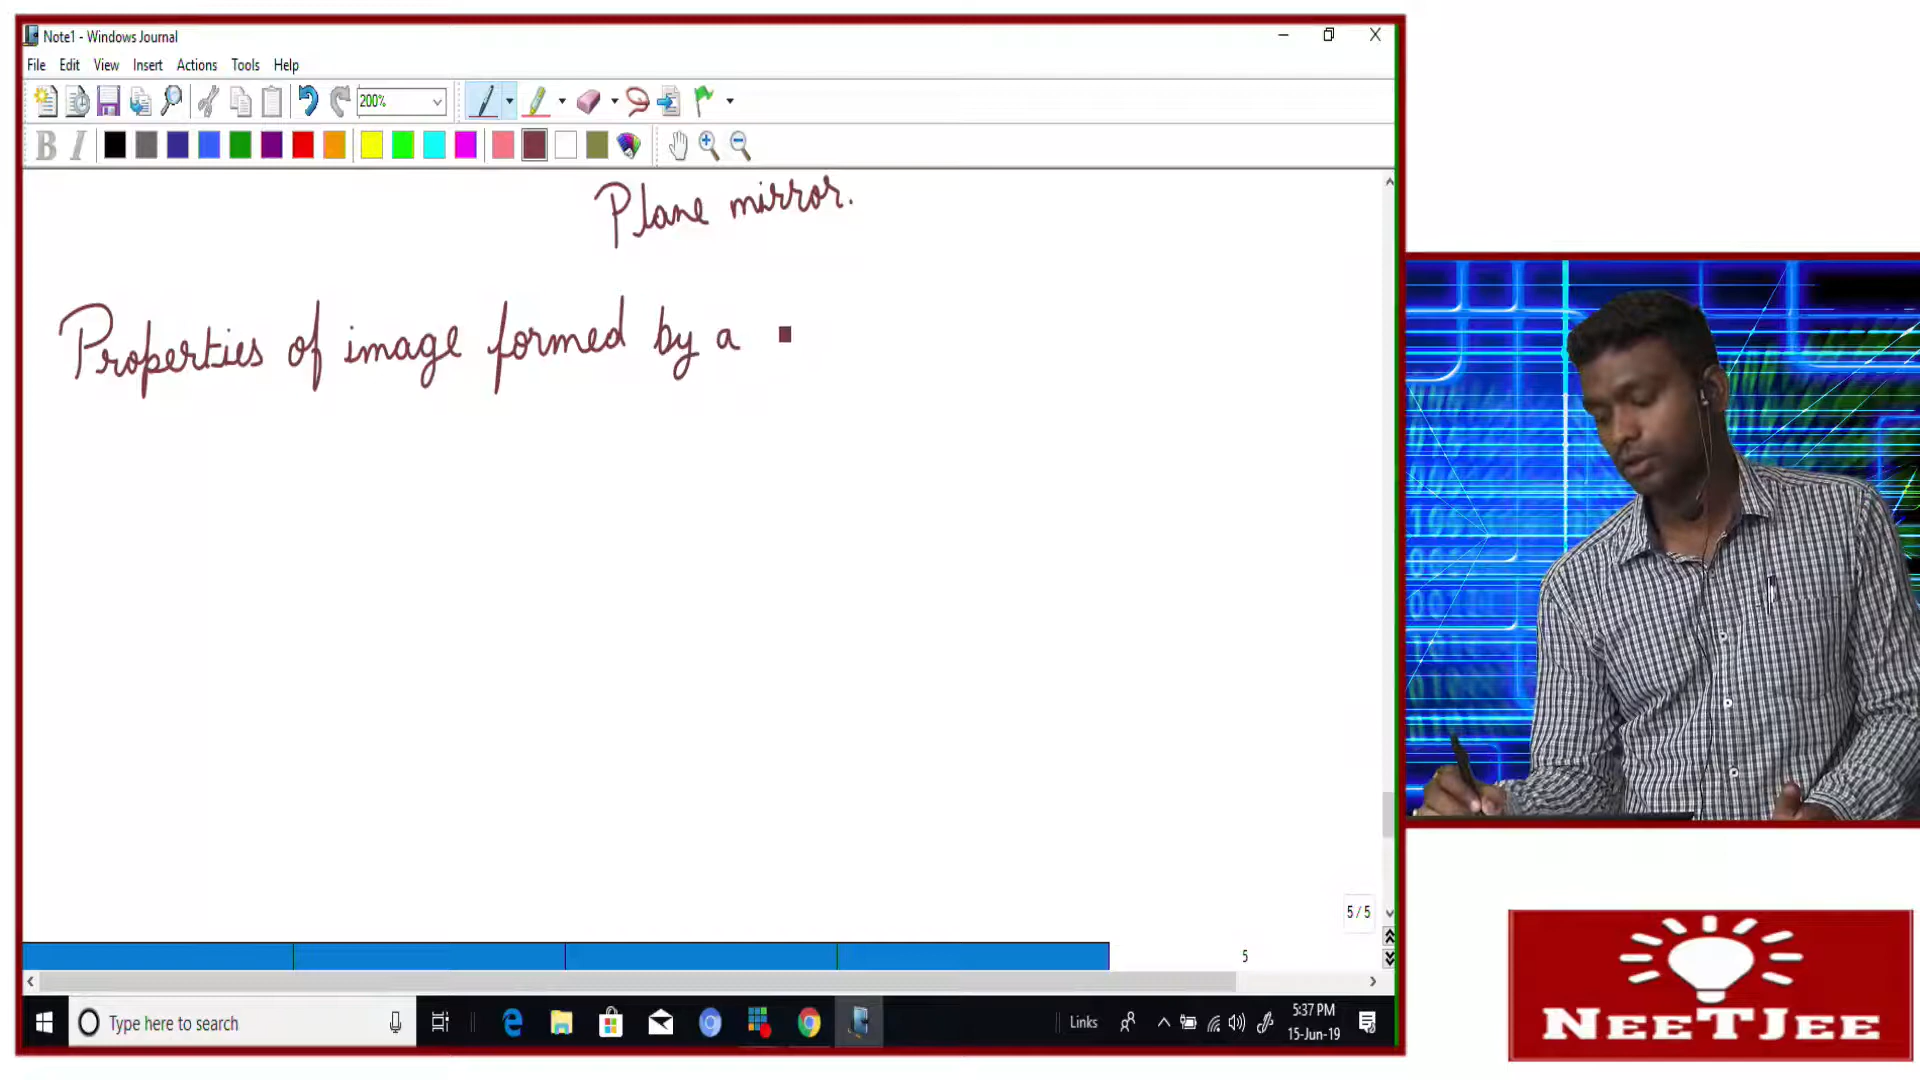 Note1 - Windows Journal
File Edit View Insert Actions Tools Help
200%
B I
Plane mirror.
Properties of image formed by a
5 / 5
5
Type here to search
Links
5:37 PM
15-Jun-19
NEETJEE